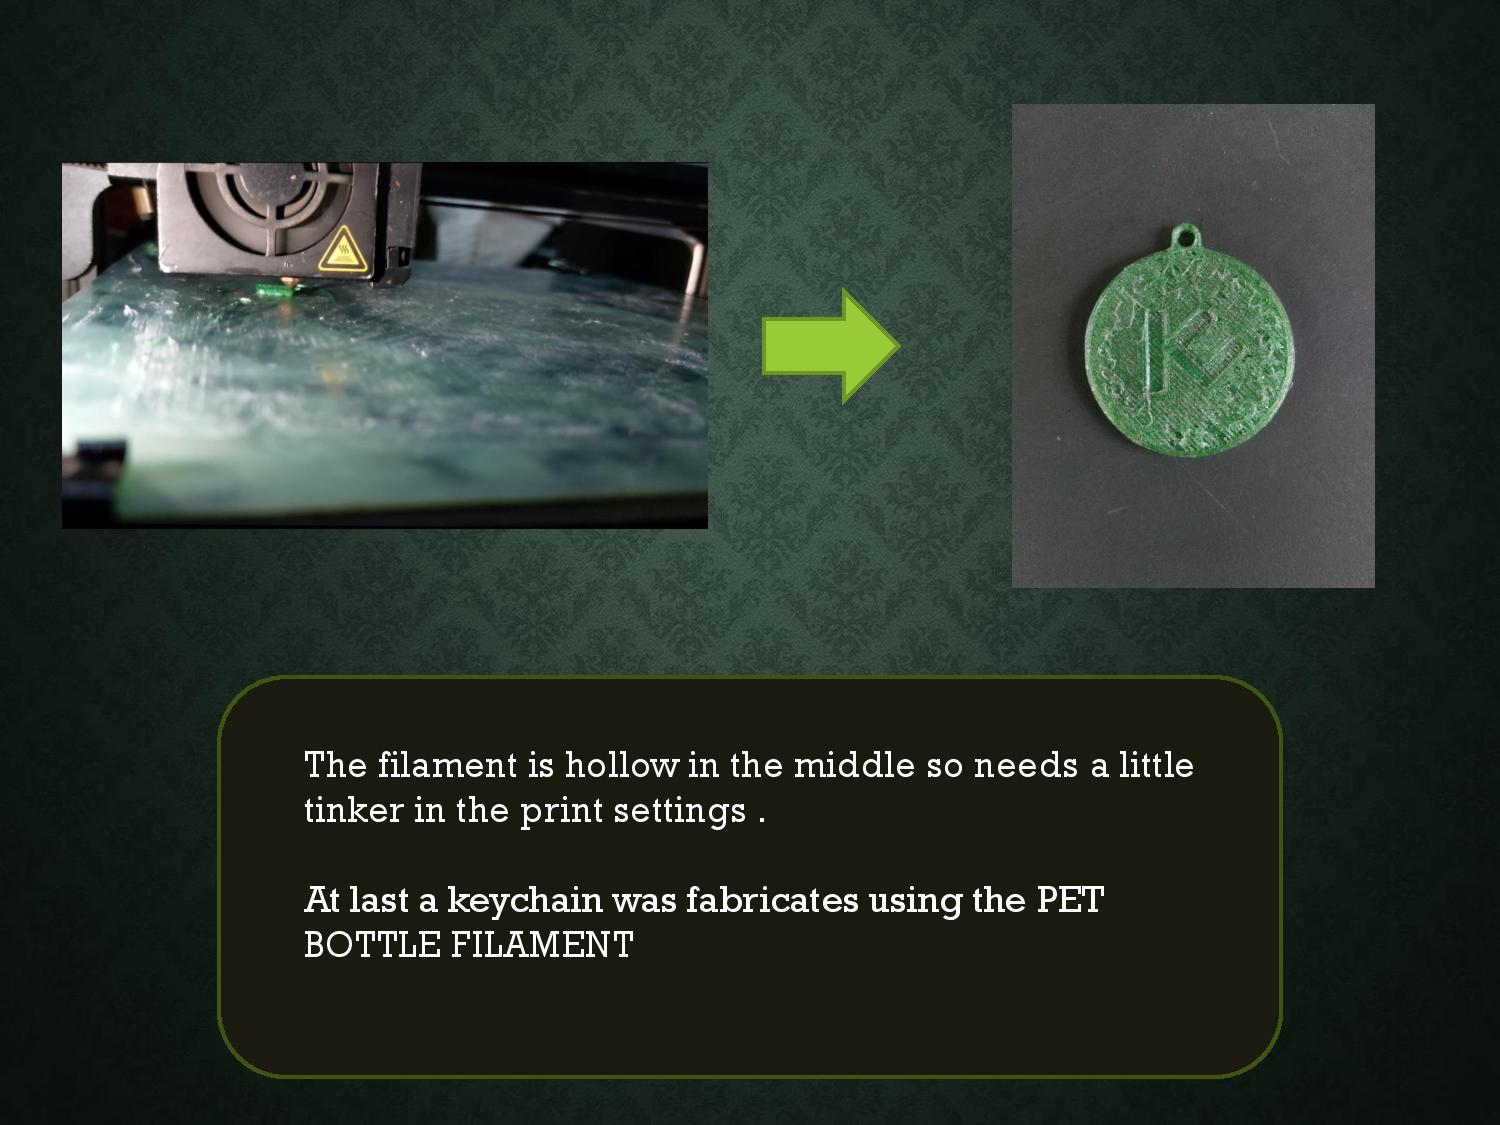 K
The filament is hollow in the middle so needs a little
tinker in the print settings .
At last a keychain was fabricates using the PET
BOTTLE FILAMENT